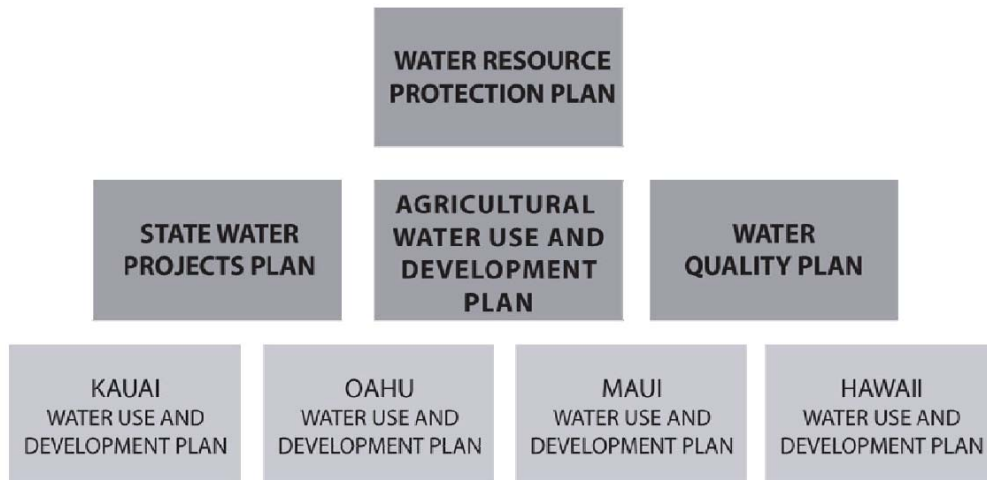 WATER RESOURCE
PROTECTION PLAN
STATE WATER
PROJECTS PLAN
AGRICULTURAL
WATER USE AND
DEVELOPMENT
PLAN
WATER
QUALITY PLAN
KAUAI
WATER USE AND
DEVELOPMENT PLAN
OAHU
WATER USE AND
DEVELOPMENT PLAN
MAUI
WATER USE AND
DEVELOPMENT PLAN
HAWAII
WATER USE AND
DEVELOPMENT PLAN